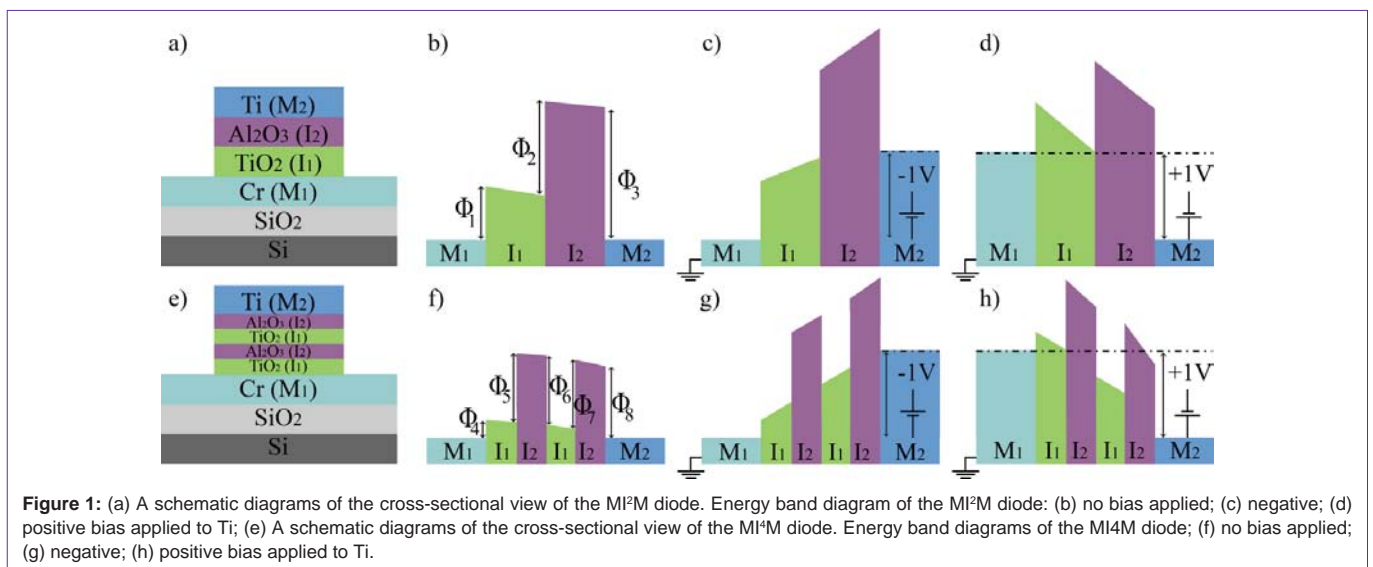 a)
Ti (M2)
Al2O3 (I2)
TiO2 (I1)
Cr (M1)
SiO2
Si
b)
Φ1
Φ2
Φ3
M1 I1 I2 M2
c)
-1V
M1 I1 I2 M2
d)
+1V
M1 I1 I2 M2
e)
Ti (M2)
Al2O3 (I2)
TiO2 (I1)
Al2O3 (I2)
TiO2 (I1)
Cr (M1)
SiO2
Si
f)
Φ4
Φ5
Φ6
Φ7
Φ8
M1 I1 I2 I1 I2 M2
g)
-1V
M1 I1 I2 I1 I2 M2
h)
+1V
M1 I1 I2 I1 I2 M2
Figure 1: (a) A schematic diagrams of the cross-sectional view of the MI²M diode. Energy band diagram of the MI²M diode: (b) no bias applied; (c) negative; (d)
positive bias applied to Ti; (e) A schematic diagrams of the cross-sectional view of the MI⁴M diode. Energy band diagrams of the MI4M diode; (f) no bias applied;
(g) negative; (h) positive bias applied to Ti.